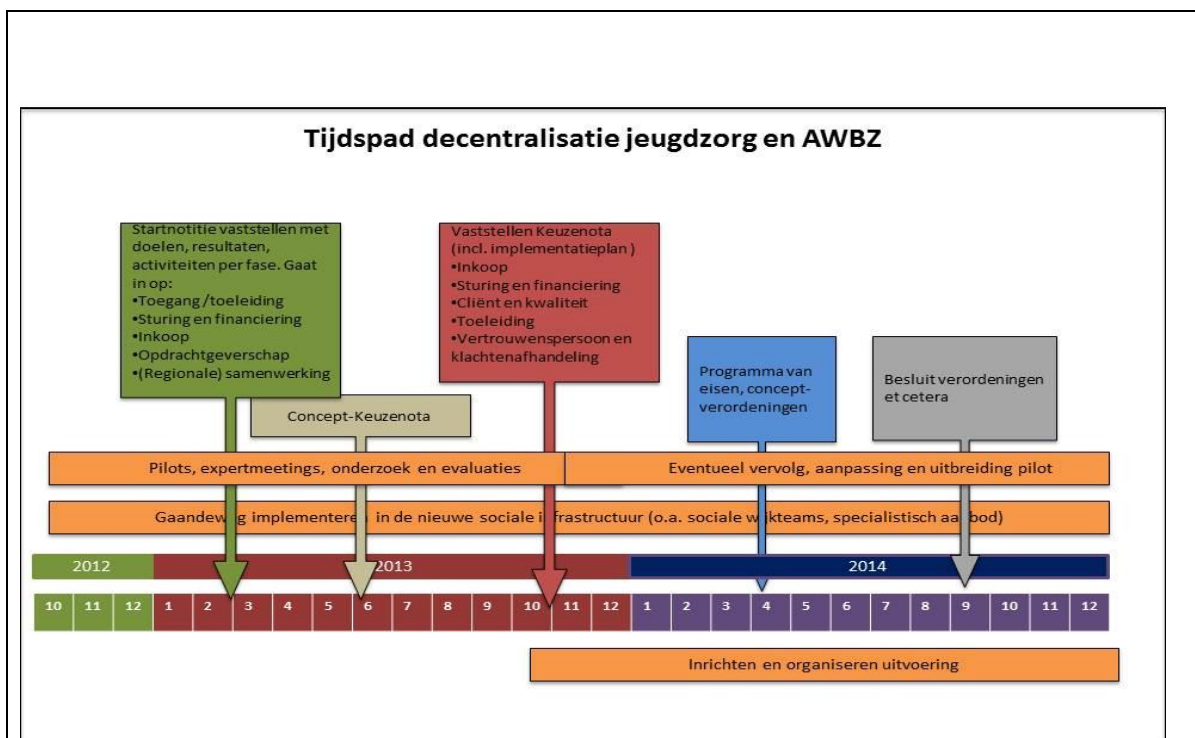 Tijdspad decentralisatie jeugdzorg en AWBZ
Startnotitie vaststellen met
doelen, resultaten,
activiteiten per fase. Gaat
in op:
•Toegang/toeleiding
•Sturing en financiering
•Inkoop
•Opdrachtgeverschap
•(Regionale) samenwerking
Vaststellen Keuzenota
(incl. implementatieplan )
•Inkoop
•Sturing en financiering
•Cliënt en kwaliteit
•Toeleiding
•Vertrouwenspersoon en
klachtenafhandeling
Programma van
eisen, concept-
verordeningen
Besluit verordeningen
et cetera
Concept-Keuzenota
Pilots, expertmeetings, onderzoek en evaluaties
Eventueel vervolg, aanpassing en uitbreiding pilot
Gaandeweg implementeren in de nieuwe sociale infrastructuur (o.a. sociale wijkteams, specialistisch aanbod)
2012 2013 2014
10 11 12 1 2 3 4 5 6 7 8 9 10 11 12 1 2 3 4 5 6 7 8 9 10 11 12
Inrichten en organiseren uitvoering